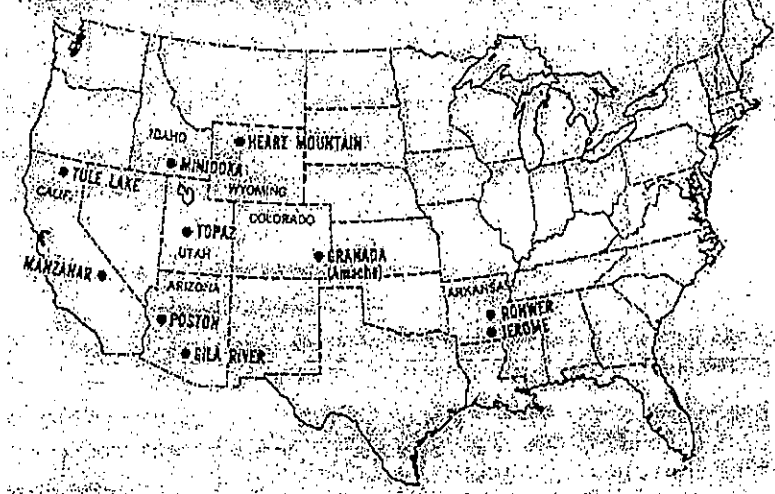 IDAHO
HEART MOUNTAIN
MINIDOKA
TULE LAKE
CALIF.
WYOMING
COLORADO
TOPAZ
UTAH
GRANADA
(Amache)
MANZANAR
ARIZONA
ARKANSAS
ROHWER
JEROME
POSTON
GILA RIVER